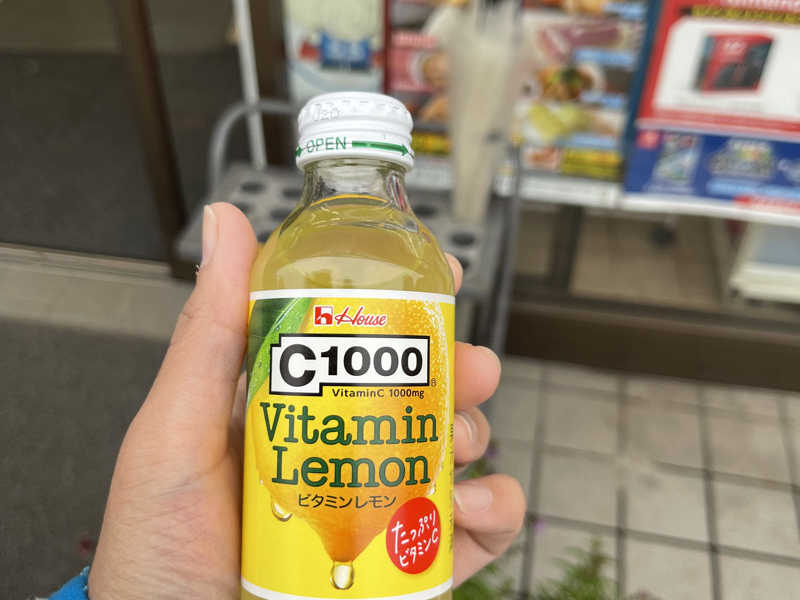 OPEN
House
C1000
VitaminC 1000mg
Vitamin
Lemon
ビタミンレモン
たっぷり
ビタミンC